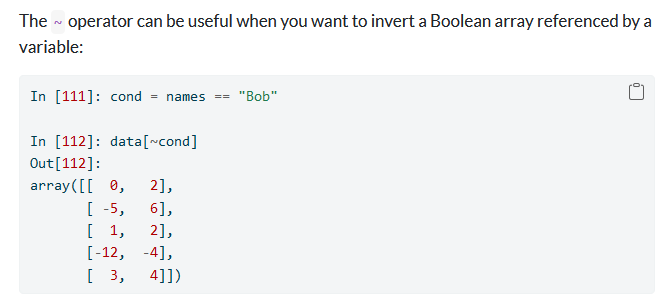 The ~ operator can be useful when you want to invert a Boolean array referenced by a
variable:
In [111]: cond = names == "Bob"
In [112]: data[~cond]
Out[112]:
array([[  0,   2],
       [ -5,   6],
       [  1,   2],
       [-12,  -4],
       [  3,   4]])